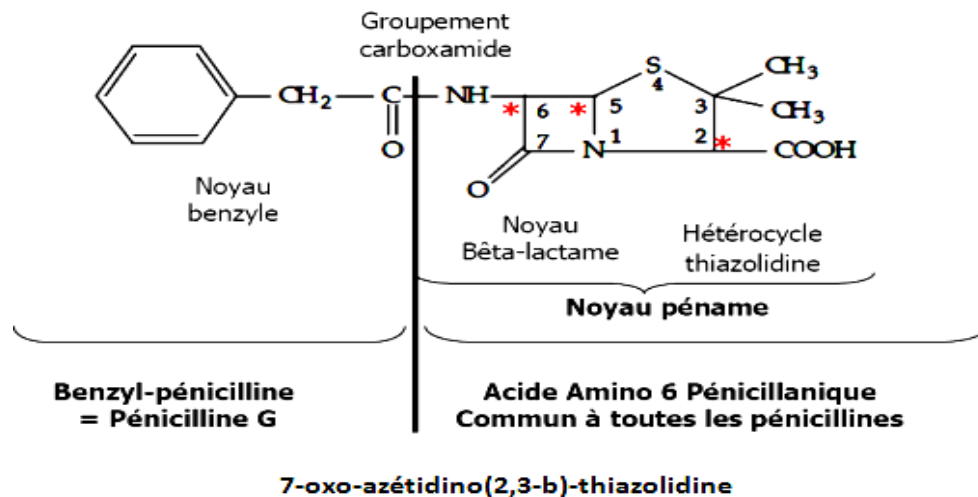 Groupement
carboxamide
CH₂ C NH * 6 * 5 S 4 3 CH₃ CH₃
O O 7 N 1 2 * COOH
Noyau
benzyle
Noyau
Bêta-lactame
Hétérocycle
thiazolidine
Noyau péname
Benzyl-pénicilline
= Pénicilline G
Acide Amino 6 Pénicillanique
Commun à toutes les pénicillines
7-oxo-azétidino(2,3-b)-thiazolidine